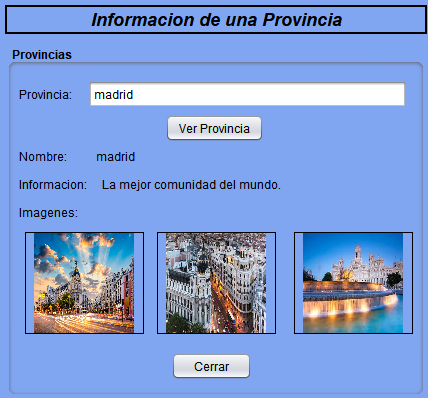 Informacion de una Provincia
Provincias
Provincia: madrid
Ver Provincia
Nombre: madrid
Informacion: La mejor comunidad del mundo.
Imagenes:
Cerrar